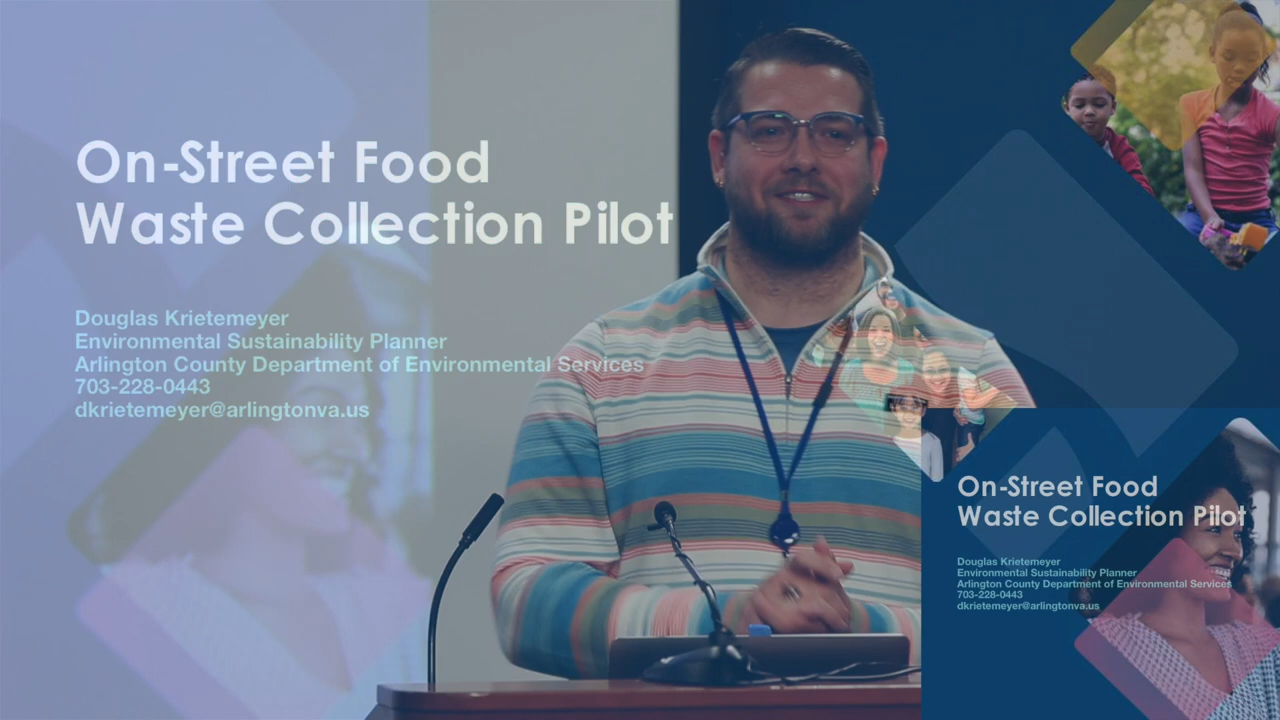 On-Street Food
Waste Collection Pilot
Douglas Krietemeyer
Environmental Sustainability Planner
Arlington County Department of Environmental Services
703-228-0443
dkrietemeyer@arlingtonva.us
On-Street Food
Waste Collection Pilot
Douglas Krietemeyer
Environmental Sustainability Planner
Arlington County Department of Environmental Services
703-228-0443
dkrietemeyer@arlingtonva.us